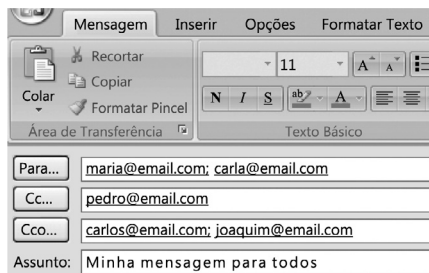 Mensagem Inserir Opções Formatar Texto
Recortar
Copiar
Colar
Formatar Pincel
11
A A
N I S ab A
Área de Transferência Texto Básico
Para... maria@email.com; carla@email.com
Cc... pedro@email.com
Cco... carlos@email.com; joaquim@email.com
Assunto: Minha mensagem para todos